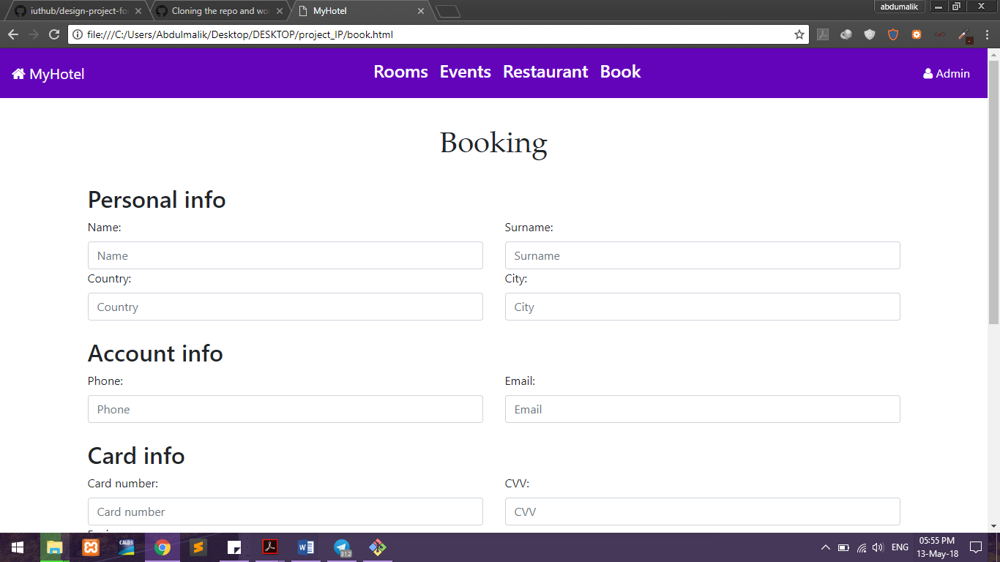 iuthub/design-project-fo
Cloning the repo and wo
MyHotel
abdumalik
file:///C:/Users/Abdulmalik/Desktop/DESKTOP/project_IP/book.html
MyHotel
Rooms Events Restaurant Book
Admin
Booking
Personal info
Name: Surname:
Name Surname
Country: City:
Country City
Account info
Phone: Email:
Phone Email
Card info
Card number: CVV:
Card number CVV
CALD3
312
ENG
05:55 PM
13-May-18